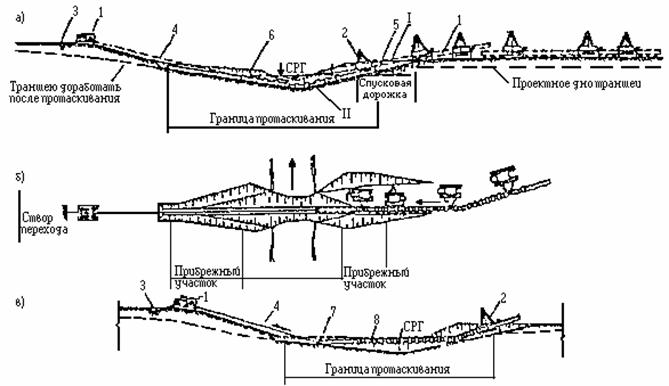 а)
3
1
4
6
СРГ
2
5
I
1
Траншею доработать
после протаскивания
Спусковая
дорожка
Проектное дно траншеи
II
Граница протаскивания
б)
Створ
перехода
Прибрежный
участок
Прибрежный
участок
в)
3
1
4
7
8
СРГ
2
Граница протаскивания